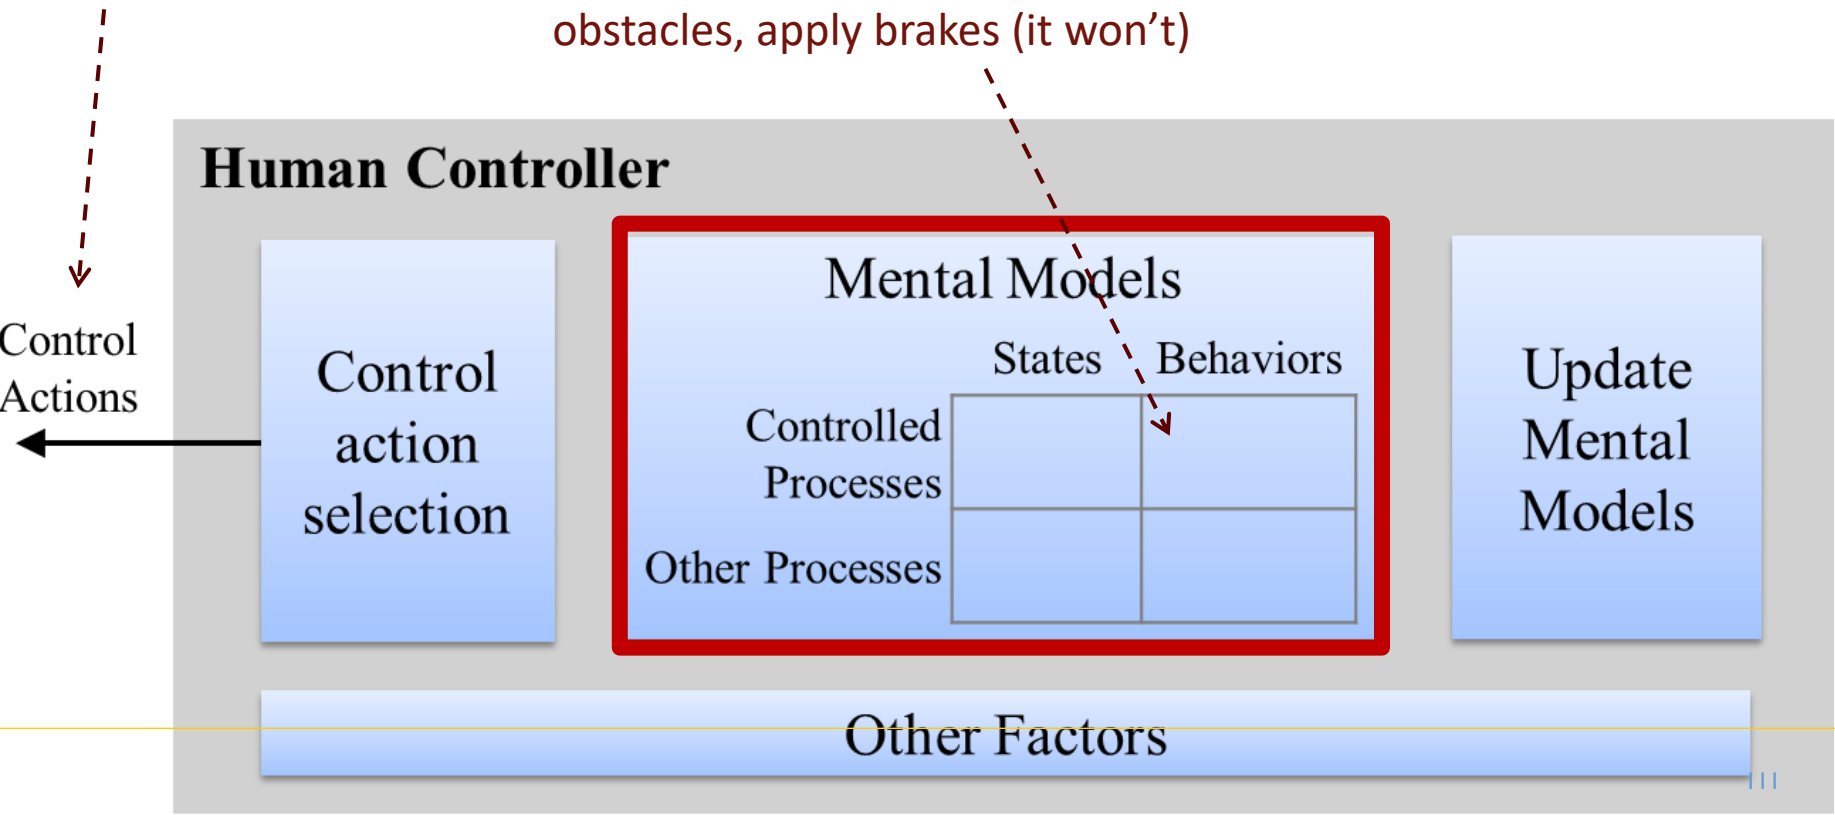 obstacles, apply brakes (it won’t)
Human Controller
Control
Actions
Control
action
selection
Mental Models
States Behaviors
Controlled
Processes
Other Processes
Update
Mental
Models
Other Factors
111